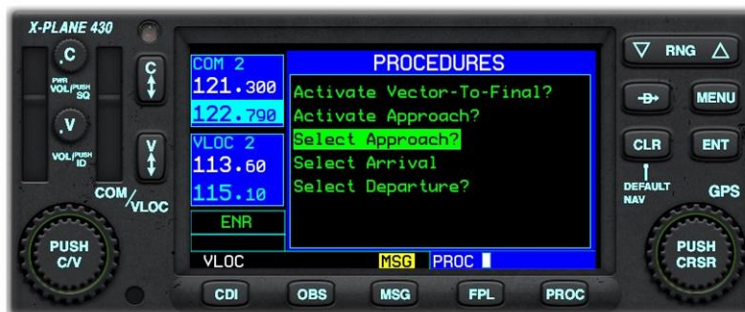 X-PLANE 430
.C
PWR
VOL/PUSH
SQ
.V
VOL/PUSH
ID
C
V
COM/VLOC
PUSH
C/V
COM 2
121.300
122.790
VLOC 2
113.60
115.10
ENR
VLOC
PROCEDURES
Activate Vector-To-Final?
Activate Approach?
Select Approach?
Select Arrival
Select Departure?
MSG
PROC
RNG
D
MENU
CLR
ENT
DEFAULT
NAV
GPS
PUSH
CRSR
CDI
OBS
MSG
FPL
PROC